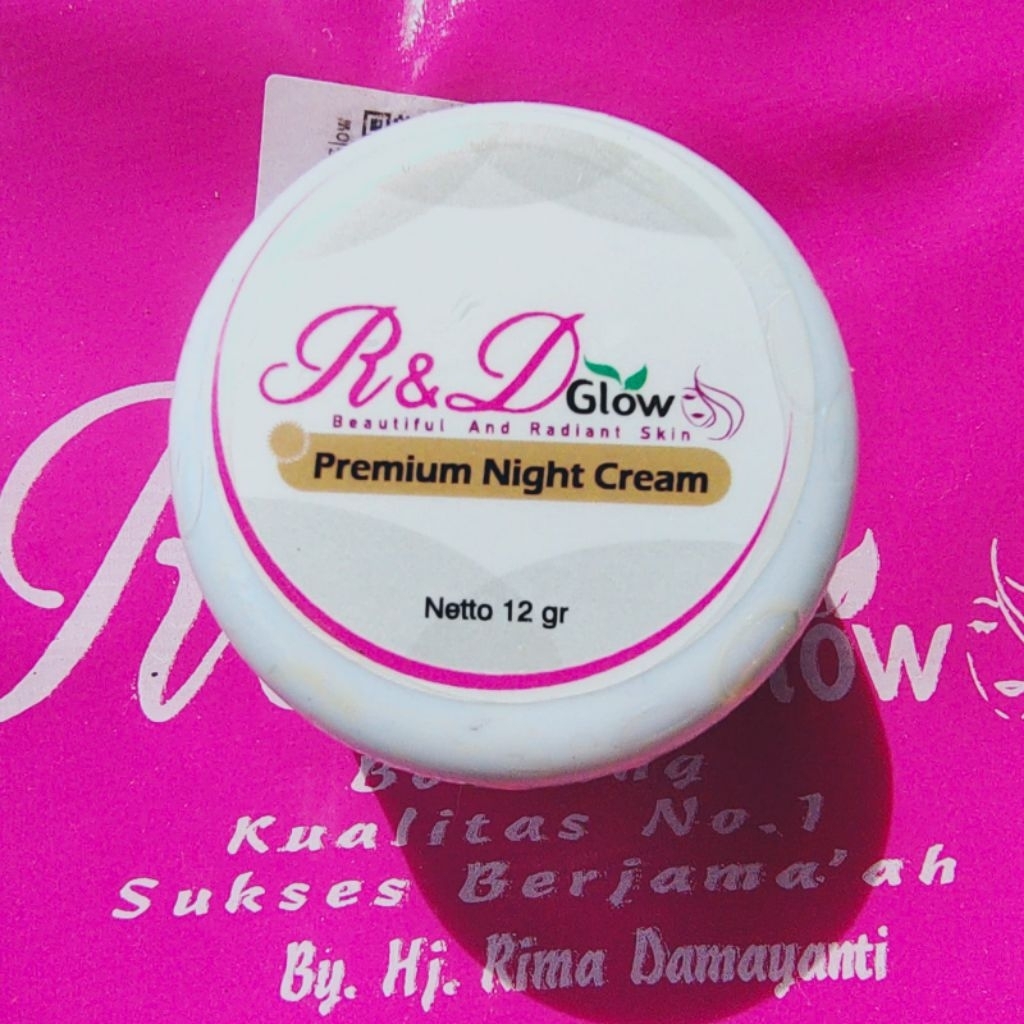 R&D Glow
Beautiful And Radiant Skin
Premium Night Cream
Netto 12 gr
low
Kualitas No.1
Sukses Berjama'ah
By. Hj. Rima Damayanti